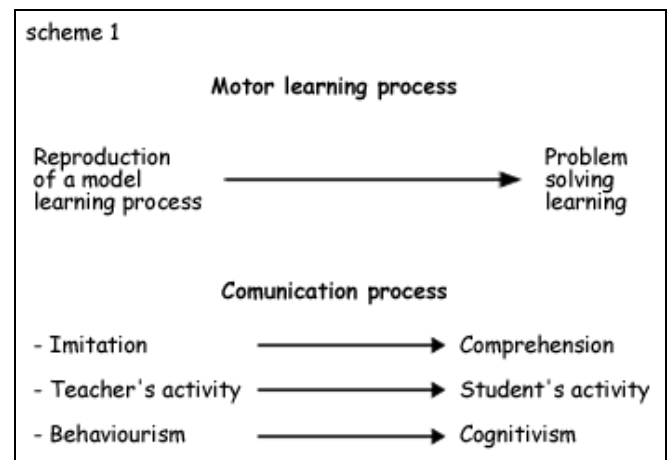 scheme 1
Motor learning process
Reproduction
of a model
learning process
Problem
solving
learning
Comunication process
- Imitation
Comprehension
- Teacher's activity
Student's activity
- Behaviourism
Cognitivism